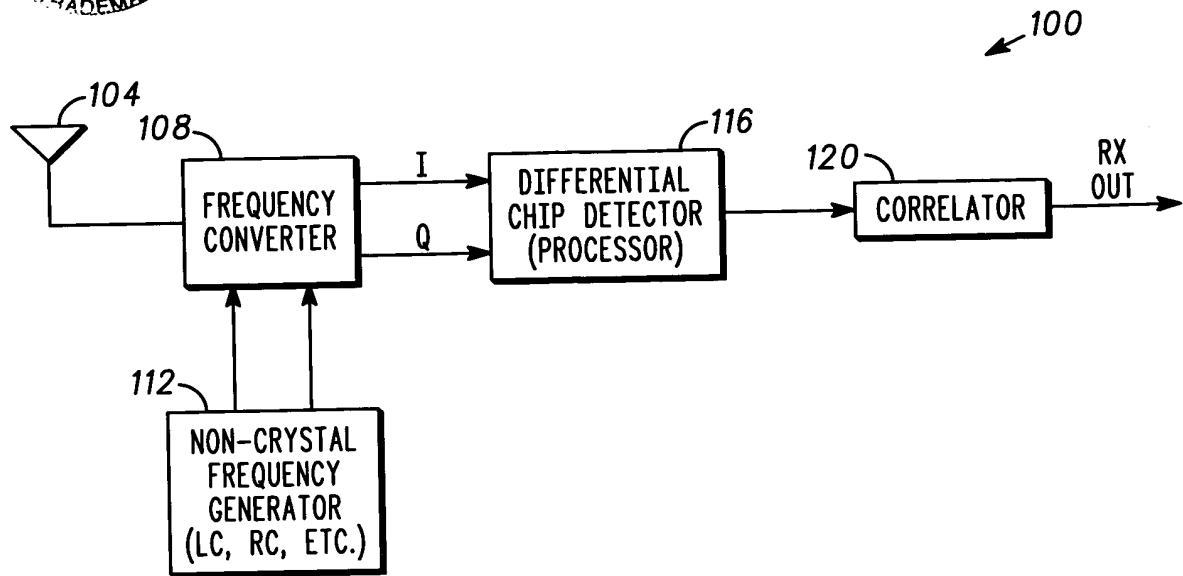 100
104
108
FREQUENCY
CONVERTER
I
Q
116
DIFFERENTIAL
CHIP DETECTOR
(PROCESSOR)
120
CORRELATOR
RX
OUT
112
NON-CRYSTAL
FREQUENCY
GENERATOR
(LC, RC, ETC.)